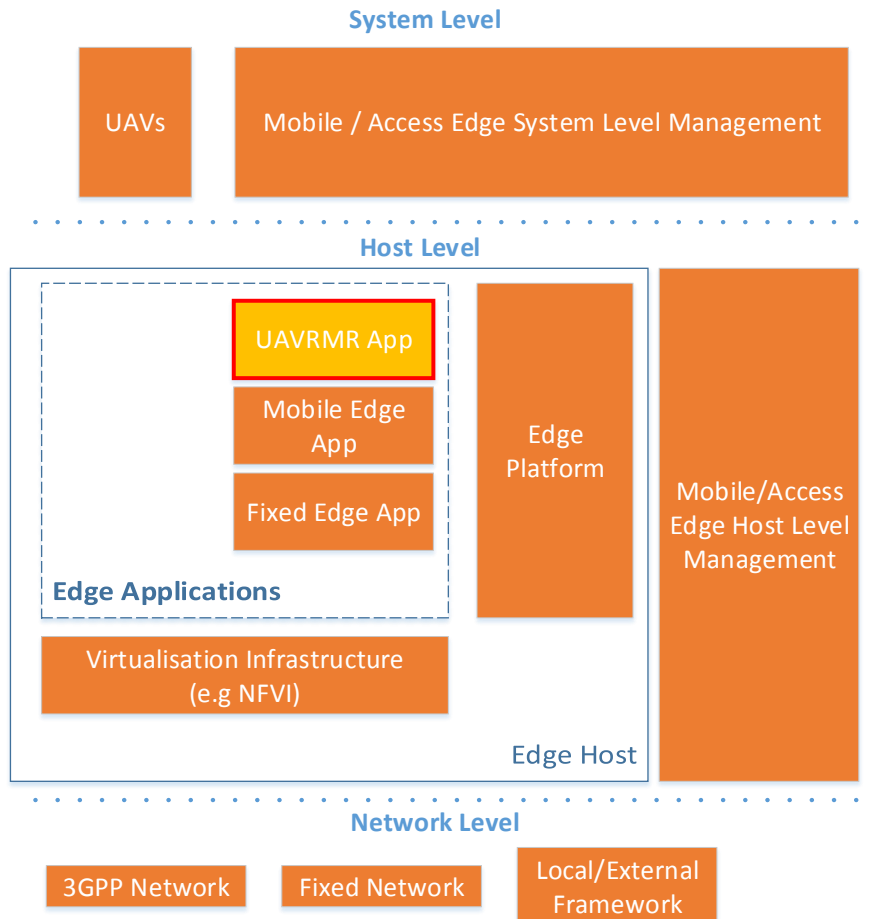 System Level
UAVs
Mobile / Access Edge System Level Management
Host Level
UAVRMR App
Mobile Edge
App
Fixed Edge App
Edge Applications
Edge
Platform
Mobile/Access
Edge Host Level
Management
Virtualisation Infrastructure
(e.g NFVI)
Edge Host
Network Level
3GPP Network
Fixed Network
Local/External
Framework